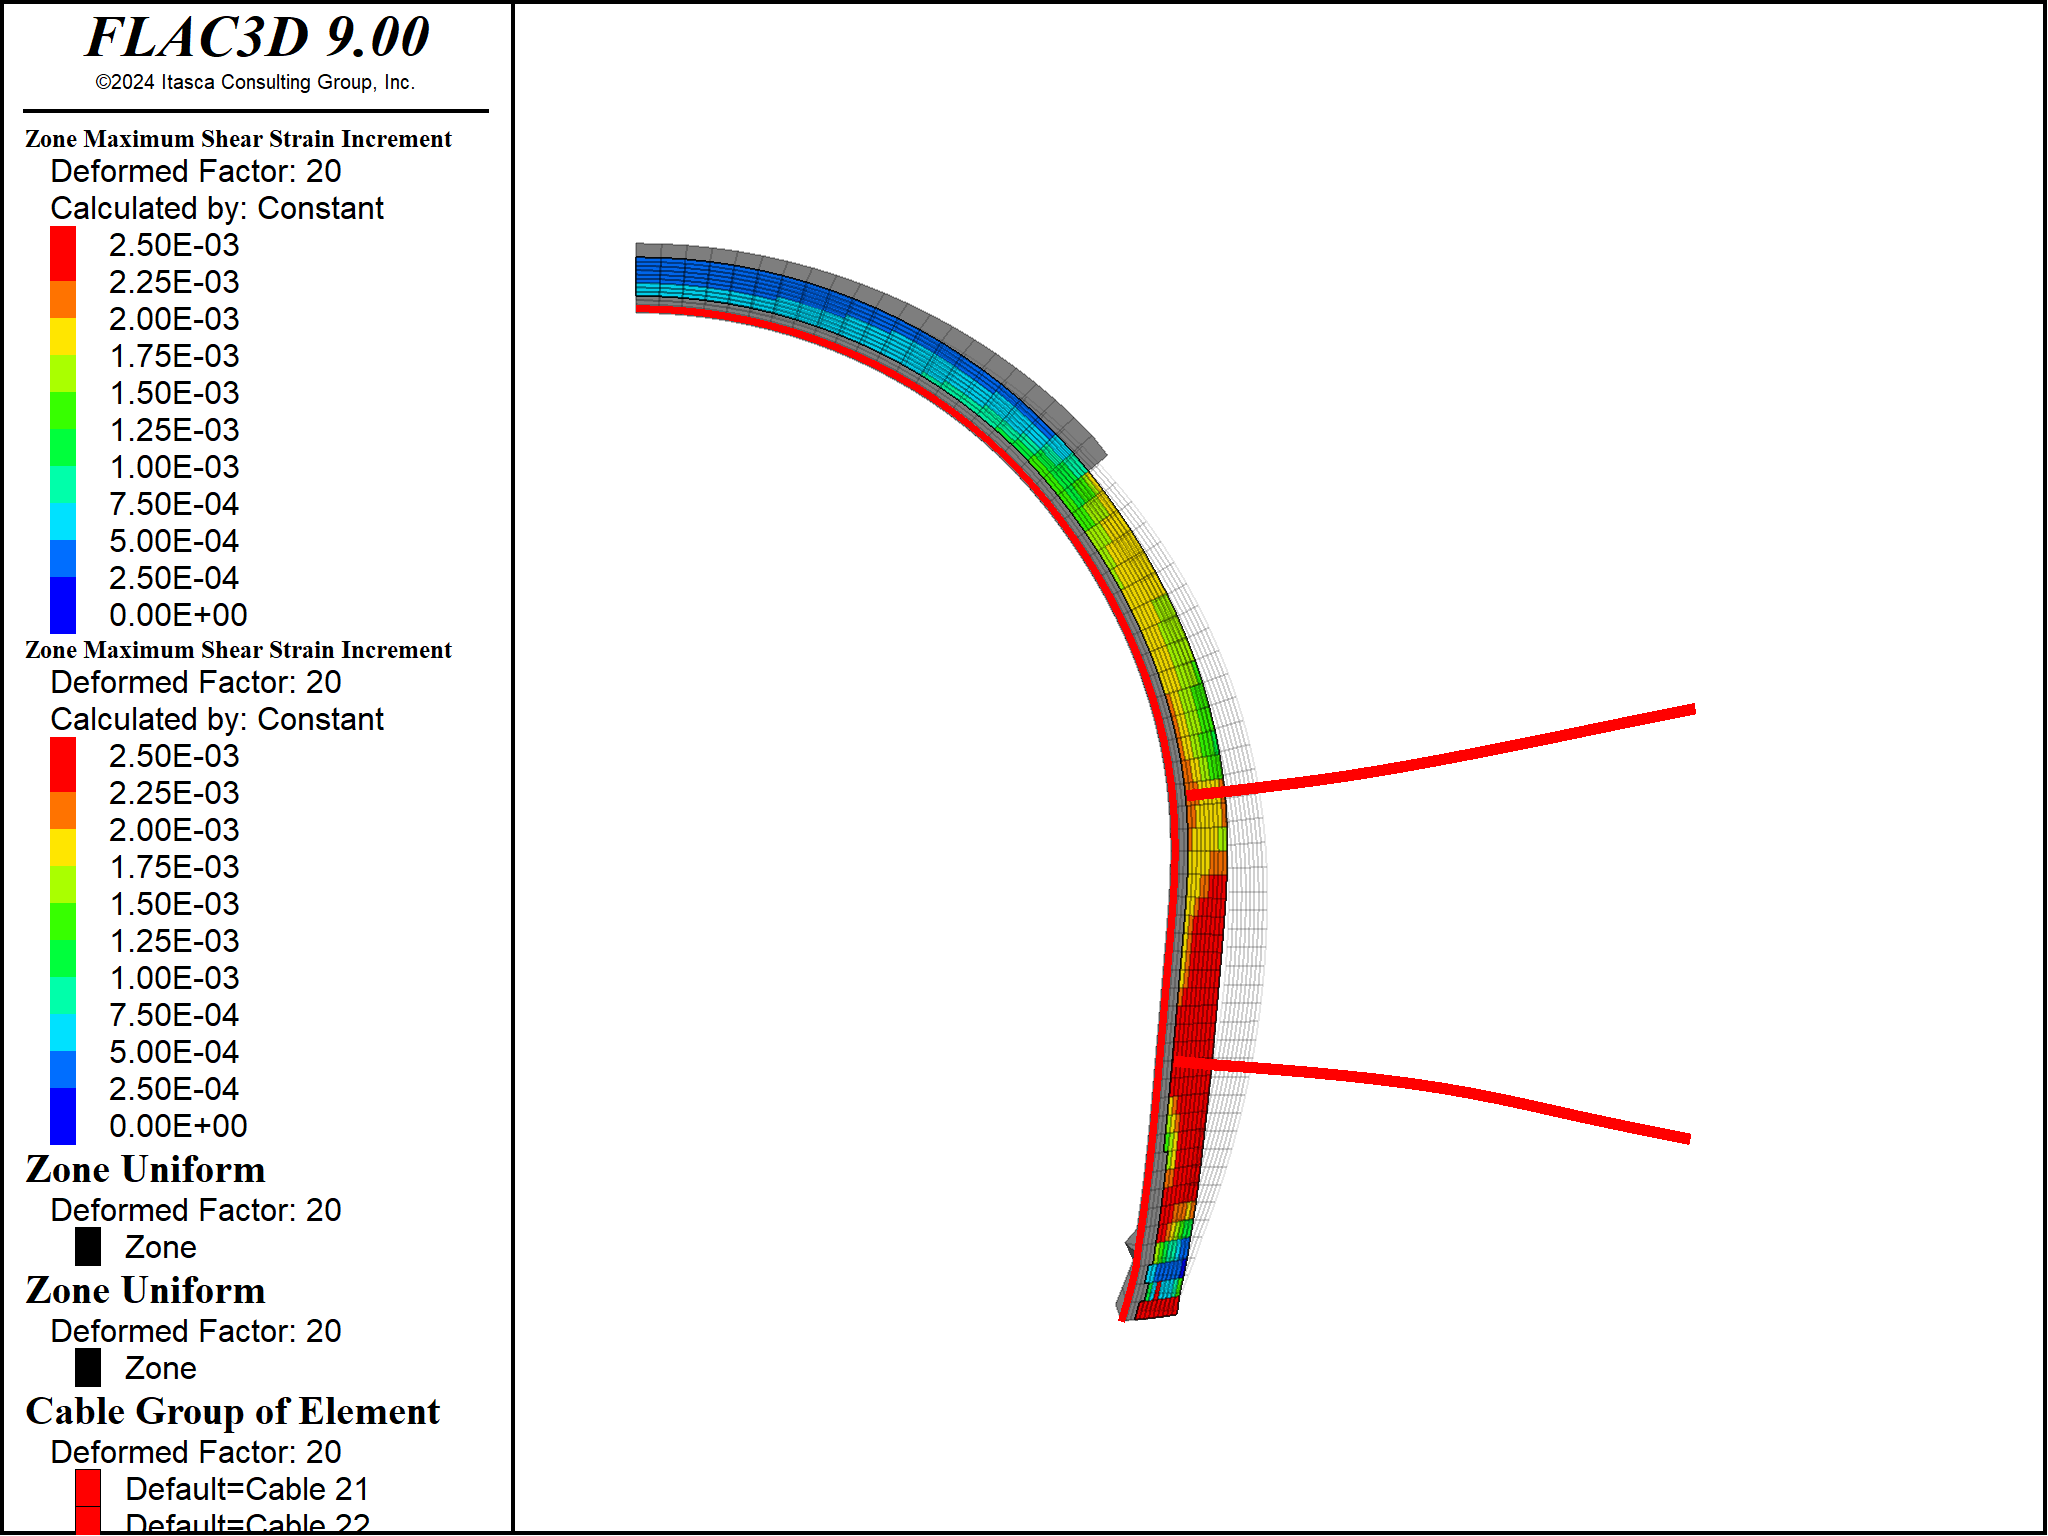 FLAC3D 9.00
©2024 Itasca Consulting Group, Inc.
Zone Maximum Shear Strain Increment
Deformed Factor: 20
Calculated by: Constant
2.50E-03
2.25E-03
2.00E-03
1.75E-03
1.50E-03
1.25E-03
1.00E-03
7.50E-04
5.00E-04
2.50E-04
0.00E+00
Zone Maximum Shear Strain Increment
Deformed Factor: 20
Calculated by: Constant
2.50E-03
2.25E-03
2.00E-03
1.75E-03
1.50E-03
1.25E-03
1.00E-03
7.50E-04
5.00E-04
2.50E-04
0.00E+00
Zone Uniform
Deformed Factor: 20
Zone
Zone Uniform
Deformed Factor: 20
Zone
Cable Group of Element
Deformed Factor: 20
Default=Cable 21
Default=Cable 22